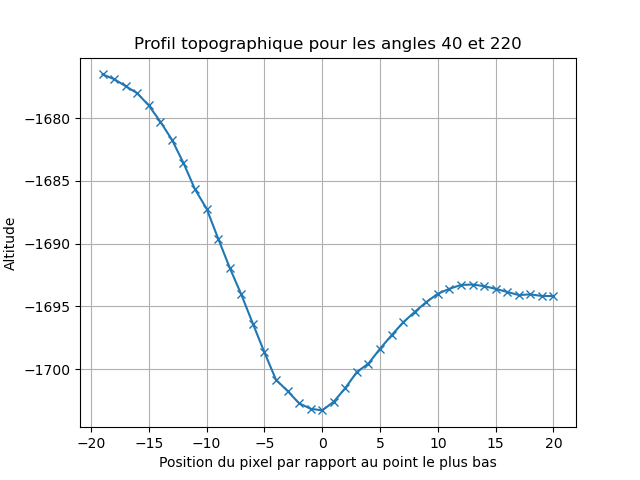 Profil topographique pour les angles 40 et 220
−1680
−1685
−1690
−1695
−1700
Altitude
−20 −15 −10 −5 0 5 10 15 20
Position du pixel par rapport au point le plus bas